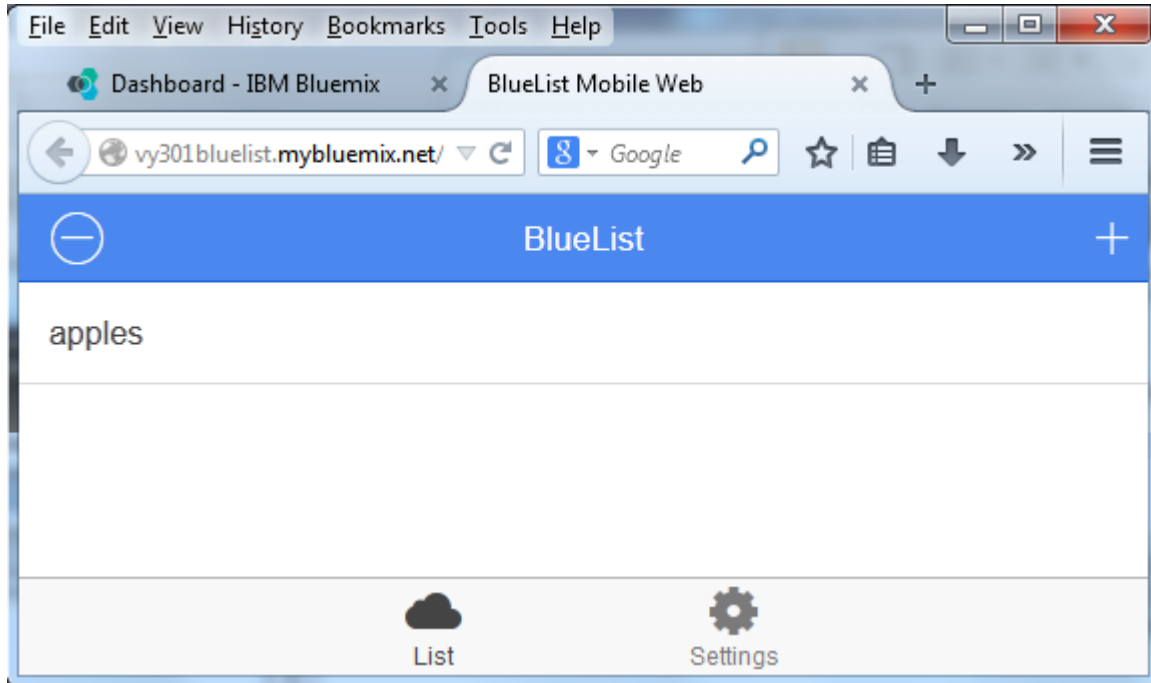 File Edit View History Bookmarks Tools Help
Dashboard - IBM Bluemix BlueList Mobile Web
vy301bluelist.mybluemix.net/ 8 Google
BlueList
apples
List Settings